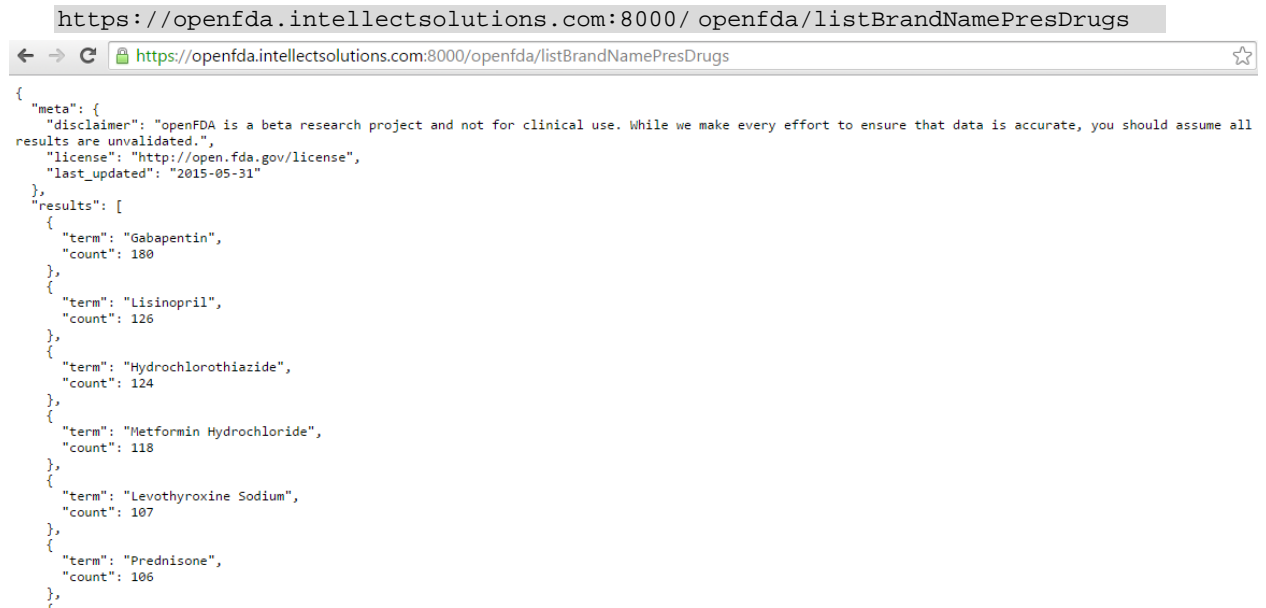 https://openfda.intellectsolutions.com:8000/ openfda/listBrandNamePresDrugs
https://openfda.intellectsolutions.com:8000/openfda/listBrandNamePresDrugs
{
  "meta": {
    "disclaimer": "openFDA is a beta research project and not for clinical use. While we make every effort to ensure that data is accurate, you should assume all
results are unvalidated.",
    "license": "http://open.fda.gov/license",
    "last_updated": "2015-05-31"
  },
  "results": [
    {
      "term": "Gabapentin",
      "count": 180
    },
    {
      "term": "Lisinopril",
      "count": 126
    },
    {
      "term": "Hydrochlorothiazide",
      "count": 124
    },
    {
      "term": "Metformin Hydrochloride",
      "count": 118
    },
    {
      "term": "Levothyroxine Sodium",
      "count": 107
    },
    {
      "term": "Prednisone",
      "count": 106
    },
    {